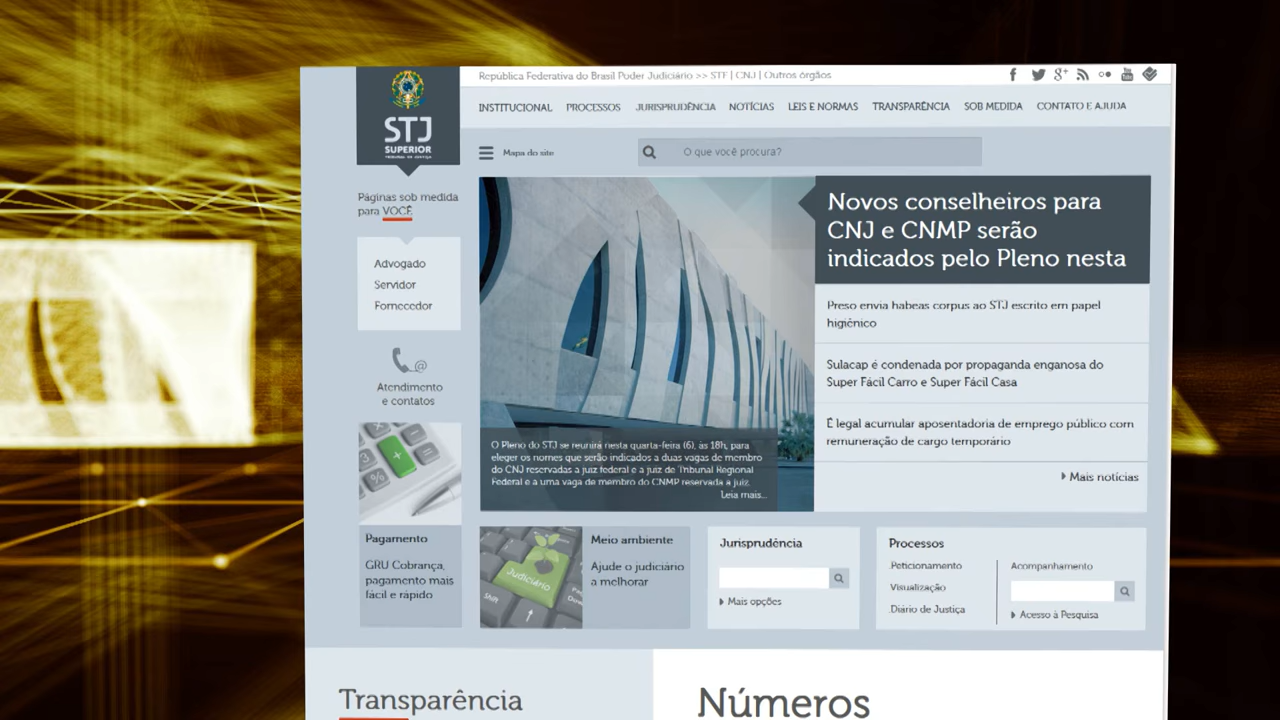 República Federativa do Brasil Poder Judiciário >> STF | CNJ | Outros órgãos
STJ
SUPERIOR
TRIBUNAL DE JUSTIÇA
INSTITUCIONAL PROCESSOS JURISPRUDÊNCIA NOTÍCIAS LEIS E NORMAS TRANSPARÊNCIA SOB MEDIDA CONTATO E AJUDA
Mapa do site
O que você procura?
Páginas sob medida
para VOCÊ
Advogado
Servidor
Fornecedor
Atendimento
e contatos
Pagamento
GRU Cobrança,
pagamento mais
fácil e rápido
Novos conselheiros para
CNJ e CNMP serão
indicados pelo Pleno nesta
O Pleno do STJ se reunirá nesta quarta-feira (6), às 18h, para
eleger os nomes que serão indicados a duas vagas de membro
do CNJ reservadas a juiz federal e a juiz de Tribunal Regional
Federal e a uma vaga de membro do CNMP reservada a juiz.
Leia mais...
Preso envia habeas corpus ao STJ escrito em papel
higiênico
Sulacap é condenada por propaganda enganosa do
Super Fácil Carro e Super Fácil Casa
É legal acumular aposentadoria de emprego público com
remuneração de cargo temporário
Mais notícias
Judiciário
Shift
Meio ambiente
Ajude o judiciário
a melhorar
Jurisprudência
Mais opções
Processos
Peticionamento
Visualização
Diário de Justiça
Acompanhamento
Acesso à Pesquisa
Transparência
Números